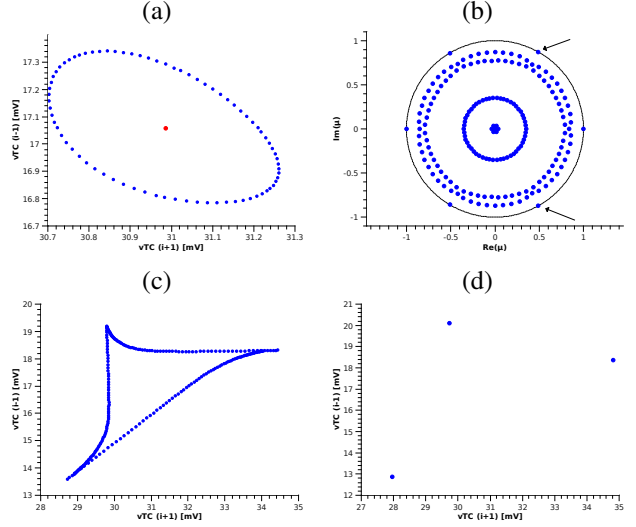 (a)
17.3
17.2
17.1
17
16.9
16.8
16.7
30.7 30.8 30.9 31 31.1 31.2 31.3
vTC (i+1) [mV]
vTC (i-1) [mV]
(b)
1
0.5
0
-0.5
-1
-1 -0.5 0 0.5 1
Re(μ)
Im(μ)
(c)
20
19
18
17
16
15
14
13
28 29 30 31 32 33 34 35
vTC (i+1) [mV]
vTC (i-1) [mV]
(d)
21
20
19
18
17
16
15
14
13
12
27 28 29 30 31 32 33 34 35
vTC (i+1) [mV]
vTC (i-1) [mV]